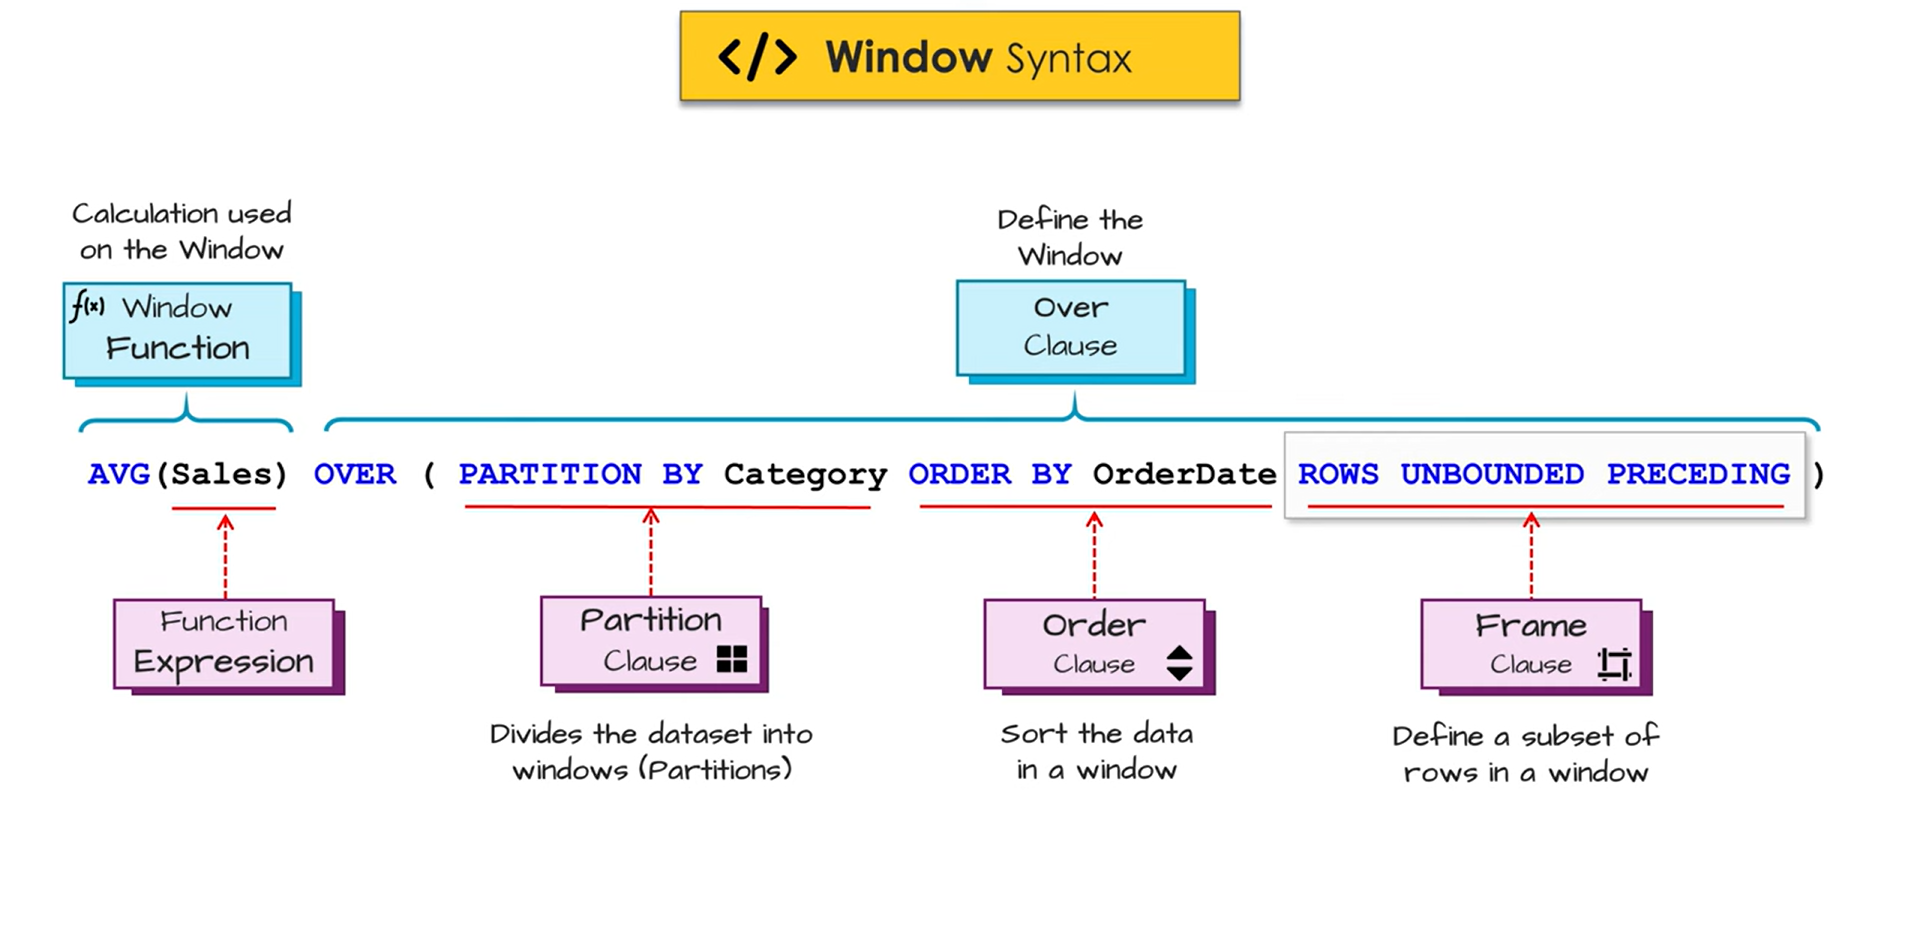 </> Window Syntax
Calculation used
on the Window
f(x) Window
Function
Define the
Window
Over
Clause
AVG(Sales) OVER ( PARTITION BY Category ORDER BY OrderDate ROWS UNBOUNDED PRECEDING )
Function
Expression
Partition
Clause
Divides the dataset into
windows (Partitions)
Order
Clause
Sort the data
in a window
Frame
Clause
Define a subset of
rows in a window